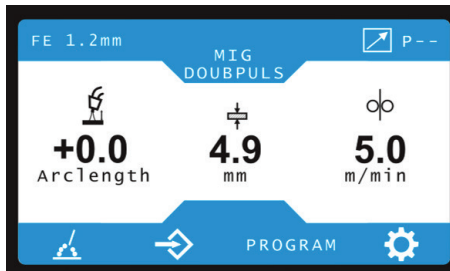 FE 1.2mm
MIG
DOUBPULS
P--
+0.0
Arclength
4.9
mm
5.0
m/min
PROGRAM